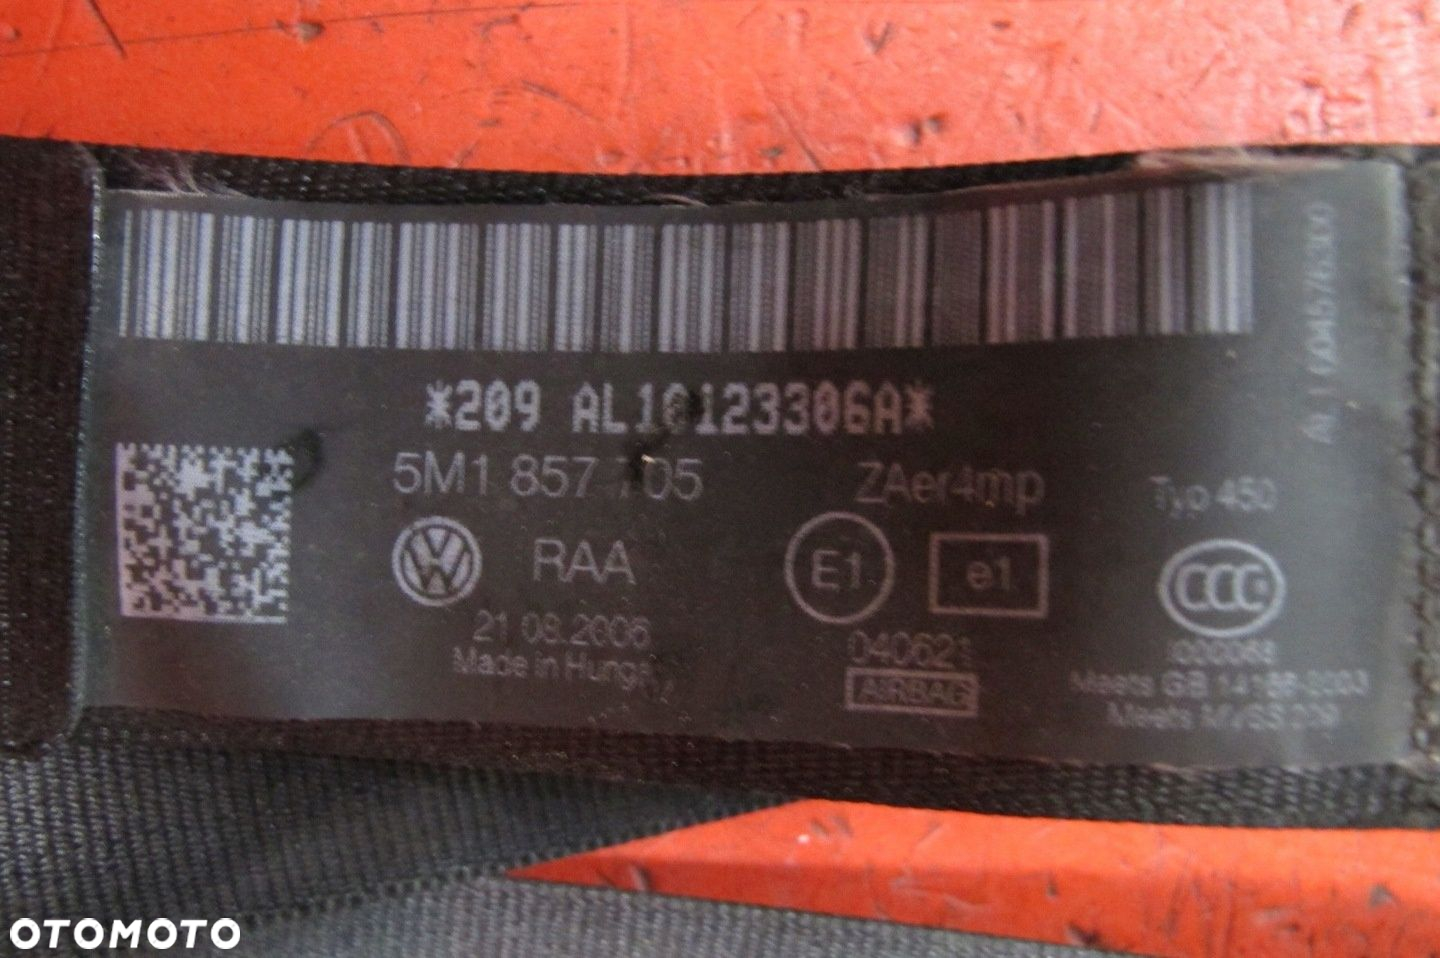 *209 AL10123306A*
5M1 857 705
ZAer4mp
Typ 450
RAA
E1
e1
CCC
21.08.2006
Made in Hungary
040621
AIRBAG
Meets GB 14166-2003
Meets MVSS 209
OTOMOTO